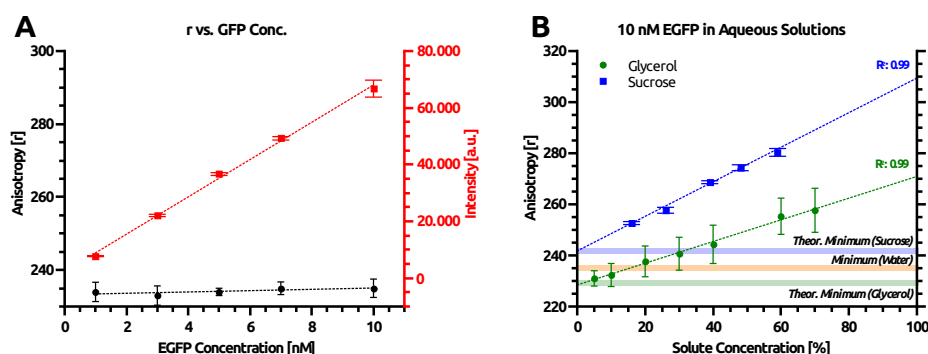 A
r vs. GFP Conc.
300
280
260
240
Anisotropy [r]
80.000
60.000
40.000
20.000
0
Intensity [a.u.]
0 2 4 6 8 10
EGFP Concentration [nM]
B
10 nM EGFP in Aqueous Solutions
320
300
280
260
240
220
Anisotropy [r]
Glycerol
Sucrose
R²: 0.99
R²: 0.99
Theor. Minimum (Sucrose)
Minimum (Water)
Theor. Minimum (Glycerol)
0 20 40 60 80 100
Solute Concentration [%]